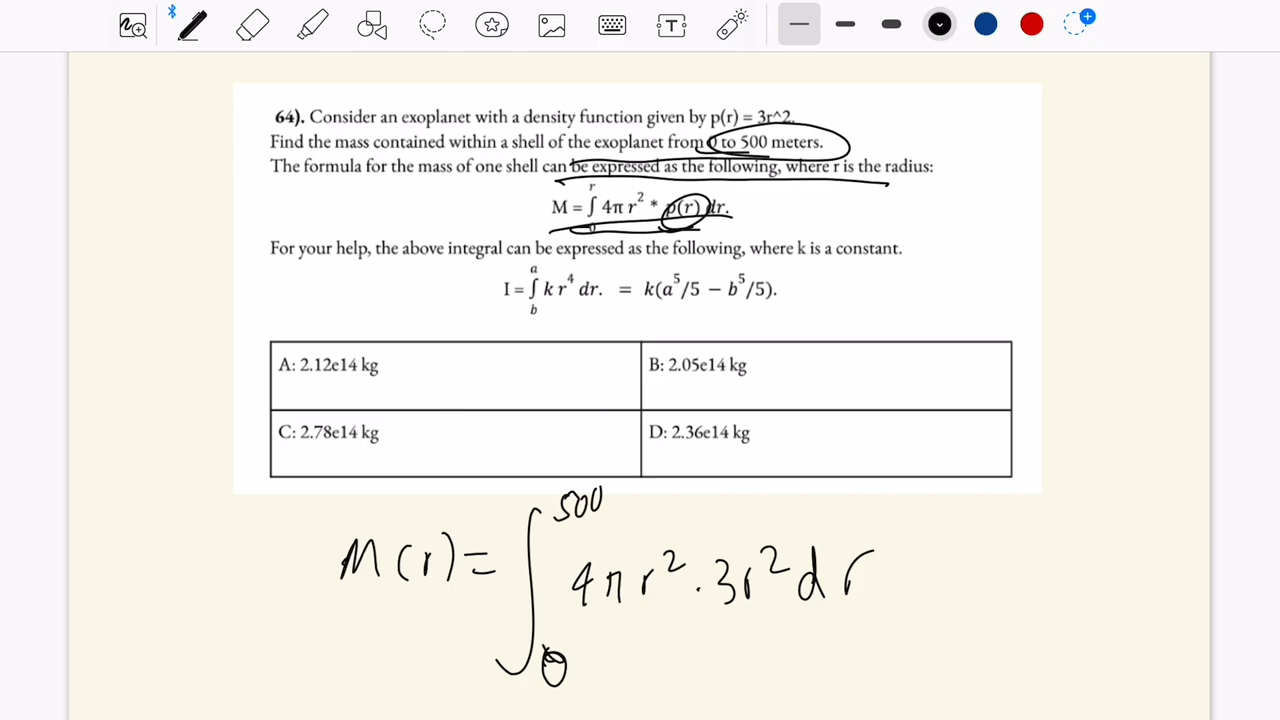 64). Consider an exoplanet with a density function given by p(r) = 3r^2.
Find the mass contained within a shell of the exoplanet from 0 to 500 meters.
The formula for the mass of one shell can be expressed as the following, where r is the radius:
M = ∫₀ʳ 4π r² * p(r) dr.
For your help, the above integral can be expressed as the following, where k is a constant.
I = ∫_b^a k r⁴ dr. = k(a⁵/5 − b⁵/5).
A: 2.12e14 kg
B: 2.05e14 kg
C: 2.78e14 kg
D: 2.36e14 kg
M(r) = ∫₀⁵⁰⁰ 4π r² · 3r² dr